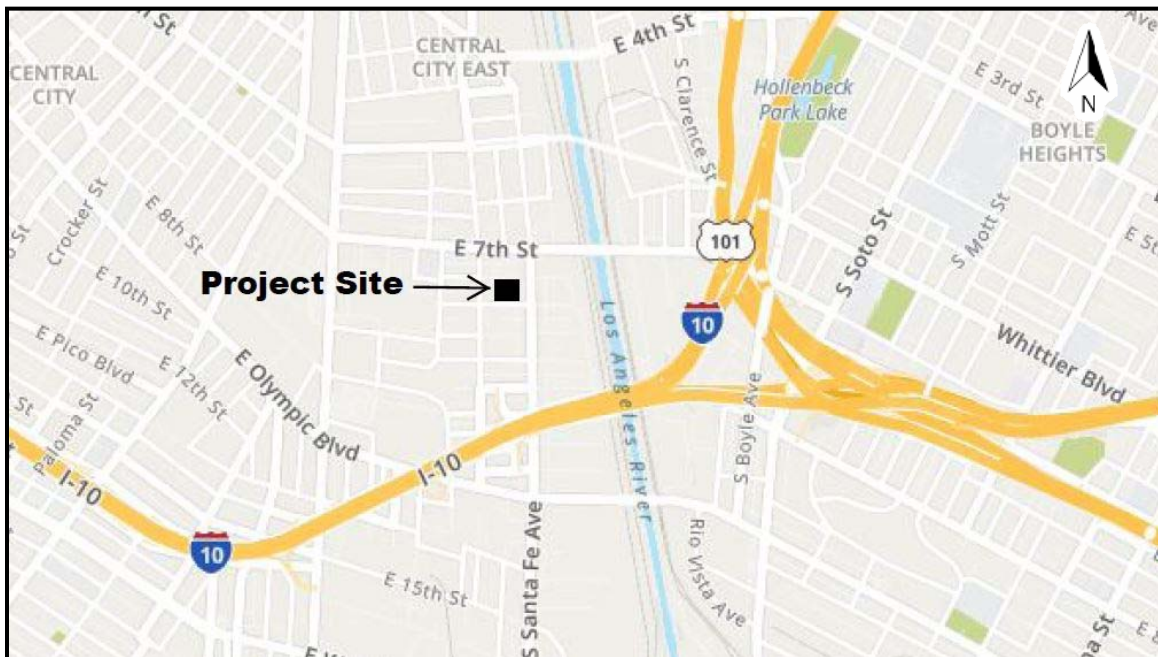 E 4th St
CENTRAL
CITY EAST
CENTRAL
CITY
S Clarence St
Hollenbeck
Park Lake
E 3rd St
N
BOYLE
HEIGHTS
Crocker St
E 8th St
E 7th St
101
S Soto St
S Mott St
E 10th St
Project Site
Los Angeles River
10
Whittier Blvd
E Pico Blvd
E 12th St
E Olympic Blvd
Paloma St
St
I-10
I-10
S Boyle Ave
10
S Santa Fe Ave
Rio Vista Ave
E 15th St